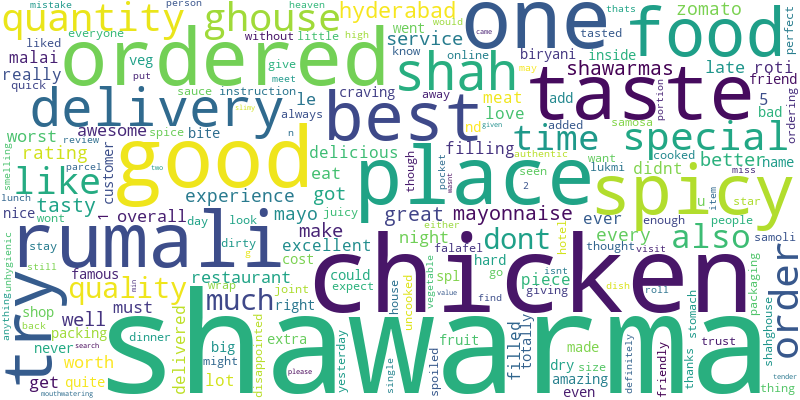 mistake
person
heaven
quantity
ghouse
hyderabad
one
food
zomato
thats
perfect
ordered
everyone
without
little
high
would
came
tasted
liked
malai
veg
really
quick
put
give
meet
went
service
know
online
biryani
inside
shah
shawarmas
late
roti
friend
delivery
sauce
instruction
le
craving
away
may
best
meat
love
taste
portion
add
5
bad
ordering
always
slimy
n
given
nd
added
samosa
worst
awesome
spice
bite
review
parcel
customer
rating
good
two
delicious
filling
time
special
authentic
want
cooked
better
name
smelling
like
experience
eat
though
pocket
wasnt
place
seen
2
didnt
lukmi
miss
spicy
u
item
star
lunch
tasty
nice
wont
1
overall
day
look
got
mayo
juicy
great
mayonnaise
ever
enough
people
rumali
dirty
g
make
night
either
falafel
dont
hotel
every
thought
visit
also
samoli
stay
excellent
cost
could
expect
spl
hard
go
piece
isnt
giving
dish
roll
packaging
order
unhygienic
anything
still
famous
quality
min
restaurant
wrap
joint
right
house
uncooked
vegetable
value
find
chicken
try
shop
back
well
must
much
shahghouse
packing
never
search
dinner
delivered
big
might
disappointed
extra
please
yesterday
single
spoiled
fruit
filled
totally
made
dry
size
amazing
even
definitely
friendly
thanks
stomach
trust
worth
get
quite
mouthwatering
lot
shawarma
tender
thing